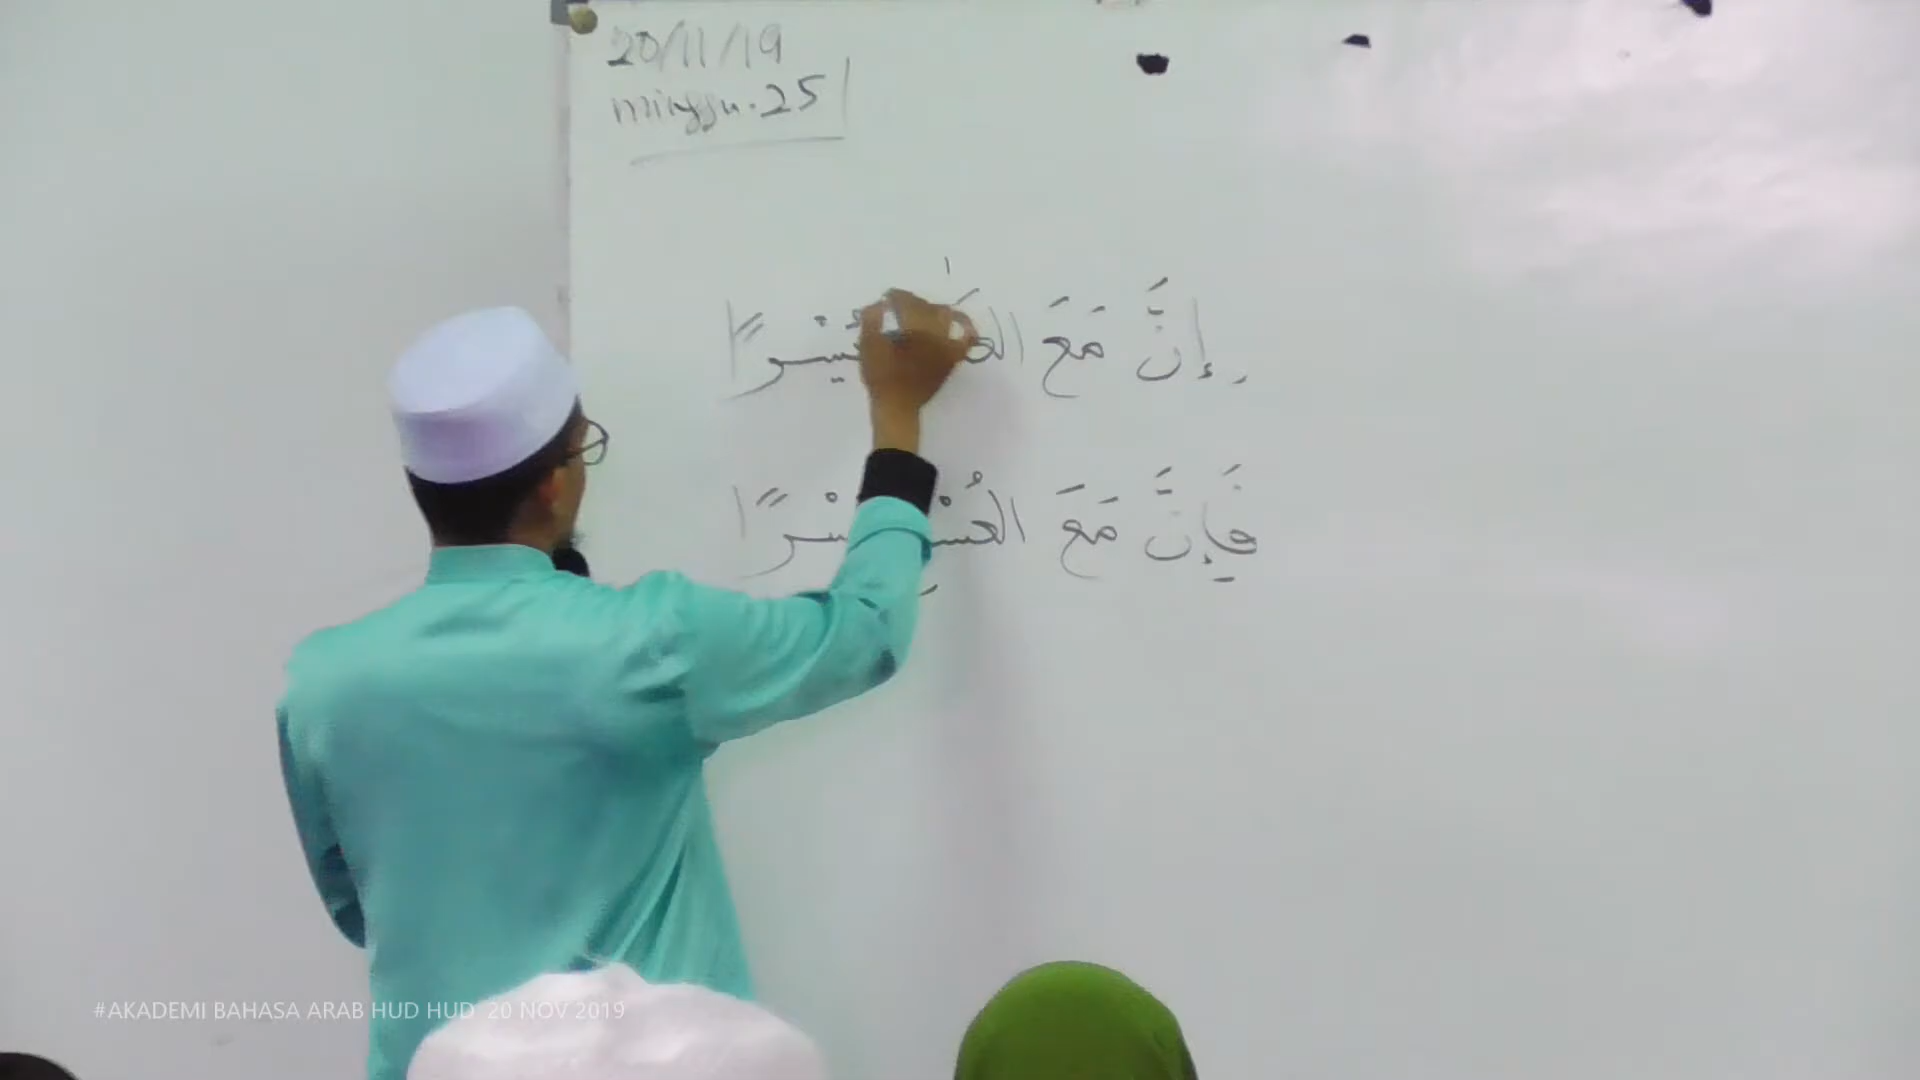 20/11/19
minggu.25
إِنَّ مَعَ يُسْرًا
فَإِنَّ مَعَ الْعُسْرِ يُسْرًا
#AKADEMI BAHASA ARAB HUD HUD 20 NOV 2019